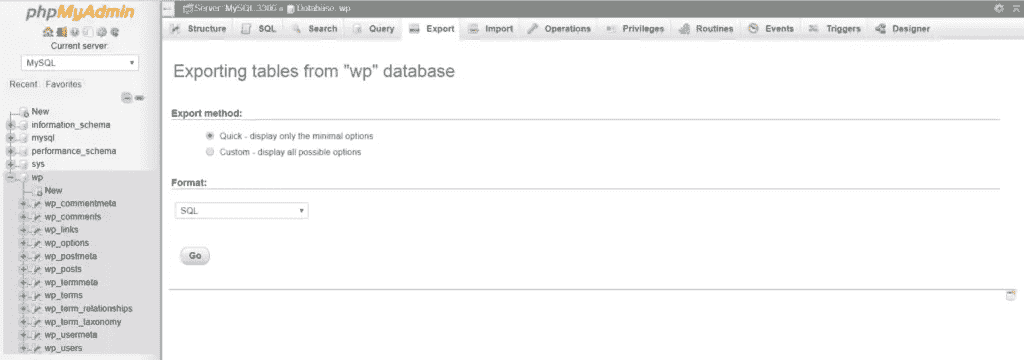 phpMyAdmin
Current server:
MySQL
Recent Favorites
New
information_schema
mysql
performance_schema
sys
wp
New
wp_commentmeta
wp_comments
wp_links
wp_options
wp_postmeta
wp_posts
wp_termmeta
wp_terms
wp_term_relationships
wp_term_taxonomy
wp_usermeta
wp_users
Server: MySQL:3306 » Database: wp
Structure SQL Search Query Export Import Operations Privileges Routines Events Triggers Designer
Exporting tables from "wp" database
Export method:
Quick - display only the minimal options
Custom - display all possible options
Format:
SQL
Go